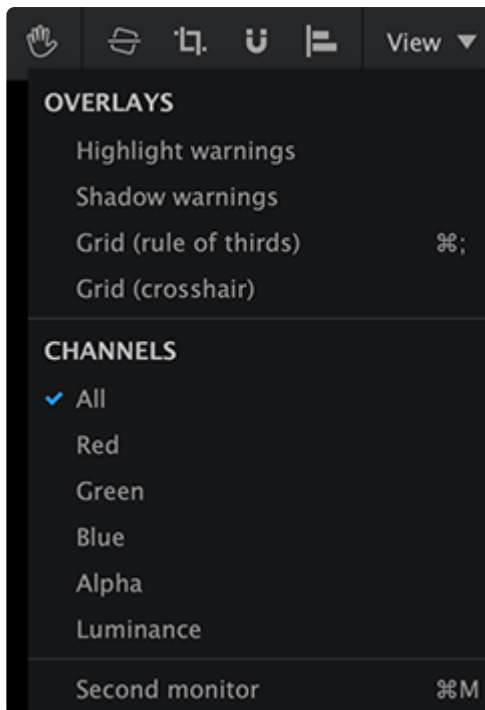 View ▼
OVERLAYS
Highlight warnings
Shadow warnings
Grid (rule of thirds) ⌘;
Grid (crosshair)
CHANNELS
✓ All
Red
Green
Blue
Alpha
Luminance
Second monitor ⌘M